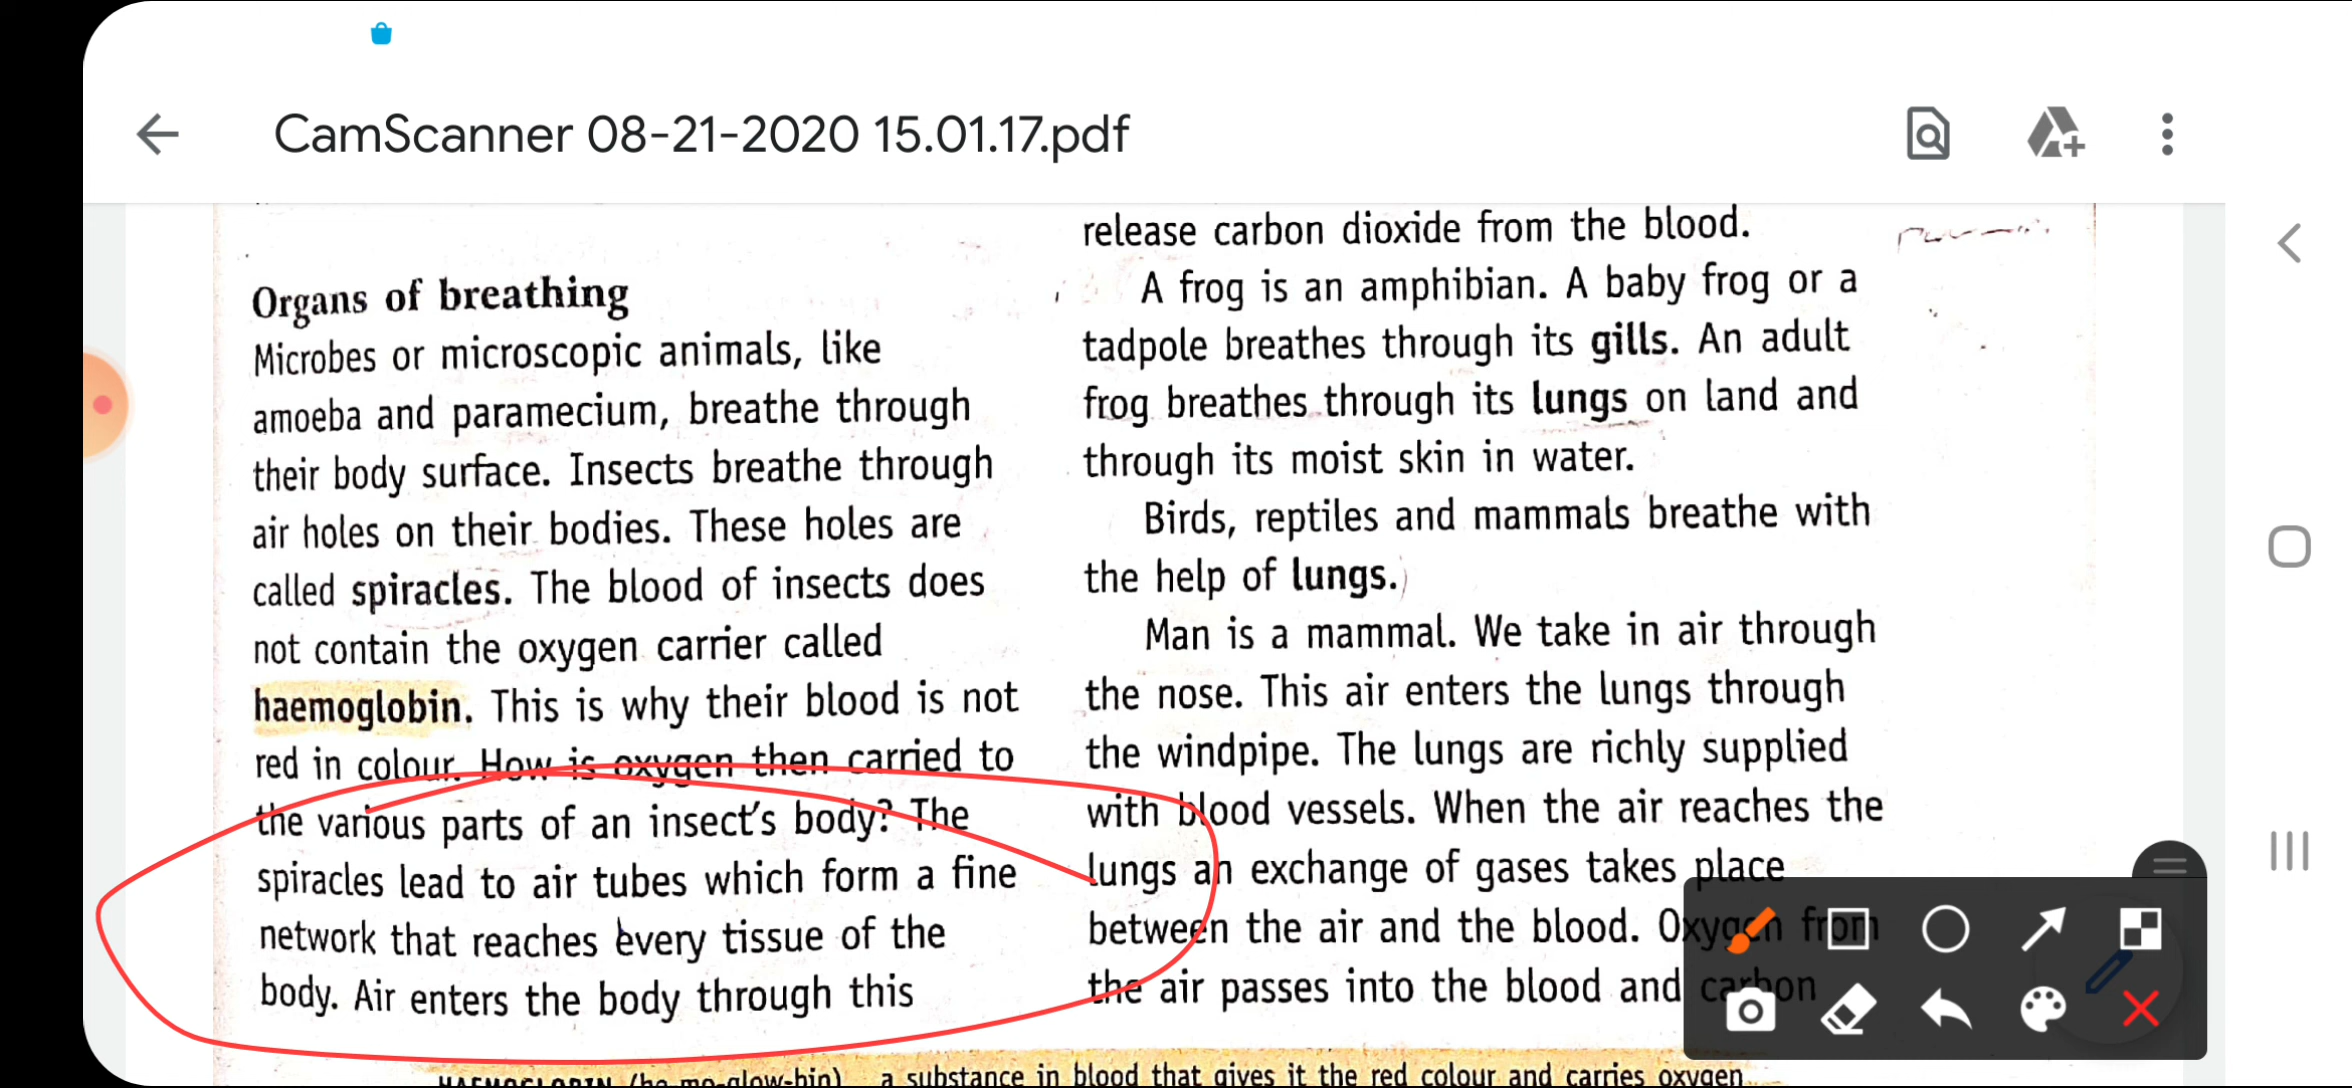 CamScanner 08-21-2020 15.01.17.pdf
Organs of breathing
Microbes or microscopic animals, like
amoeba and paramecium, breathe through
their body surface. Insects breathe through
air holes on their bodies. These holes are
called spiracles. The blood of insects does
not contain the oxygen carrier called
haemoglobin. This is why their blood is not
red in colour. How is oxygen then carried to
the various parts of an insect's body? The
spiracles lead to air tubes which form a fine
network that reaches every tissue of the
body. Air enters the body through this
release carbon dioxide from the blood.
A frog is an amphibian. A baby frog or a
tadpole breathes through its gills. An adult
frog breathes through its lungs on land and
through its moist skin in water.
Birds, reptiles and mammals breathe with
the help of lungs.
Man is a mammal. We take in air through
the nose. This air enters the lungs through
the windpipe. The lungs are richly supplied
with blood vessels. When the air reaches the
lungs an exchange of gases takes place
between the air and the blood. Oxygen from
the air passes into the blood and carbon
HAEMOGLOBIN (he-mo-glow-bin) a substance in blood that gives it the red colour and carries oxygen